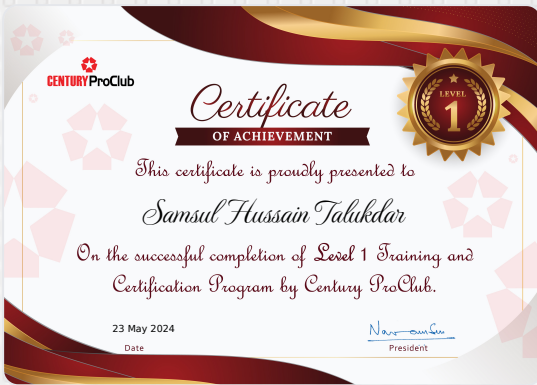 CENTURY ProClub
Certificate
OF ACHIEVEMENT
LEVEL
1
This certificate is proudly presented to
Samsul Hussain Talukdar
On the successful completion of Level 1 Training and
Certification Program by Century ProClub.
23 May 2024
Date
President